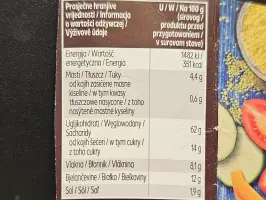 Prosječne hranjive
vrijednosti / Informacja
o wartości odżywczej /
Výživové údaje
U / W / Na 100 g
(sirovog
produkta prije
przygotowaniem /
v surovom stave)
Energija / Wartość
energetyczna / Energia
1482 kJ /
351 kcal
Masti / Tłuszcz / Tuky
4,4 g
od kojih zasićene masne
kiseline / w tym kwasy
tłuszczowe nasycone / z toho
nasýtené mastné kyseliny
0,6 g
Ugljikohidrati / Węglowodany /
Sacharidy
62 g
od kojih šećeri / w tym cukry /
z toho cukry
14 g
Vlakna / Błonnik / Vláknina
8,1 g
Bjelančevine / Białko / Bielkoviny
12 g
Sol / Sól / Soľ
1,9 g